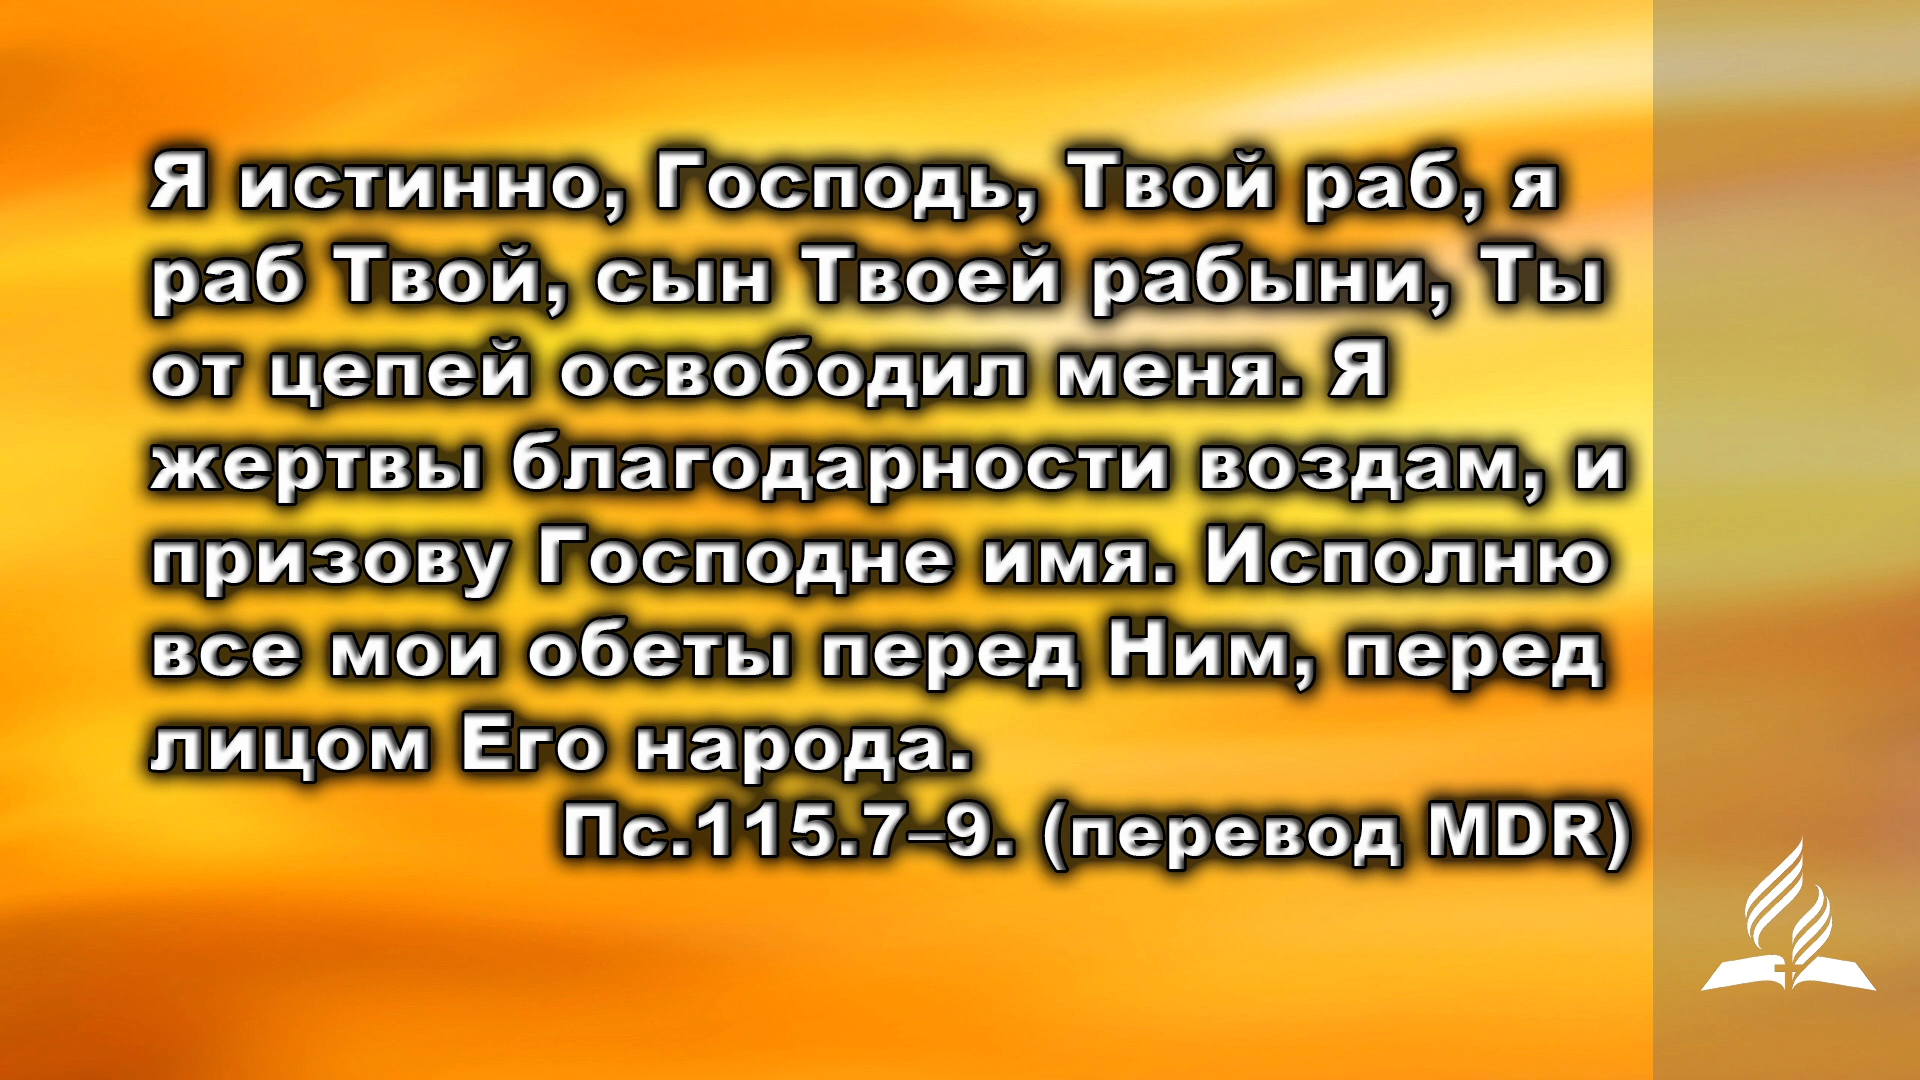 Я истинно, Господь, Твой раб, я
раб Твой, сын Твоей рабыни, Ты
от цепей освободил меня. Я
жертвы благодарности воздам, и
призову Господне имя. Исполню
все мои обеты перед Ним, перед
лицом Его народа.
Пс.115.7–9. (перевод MDR)